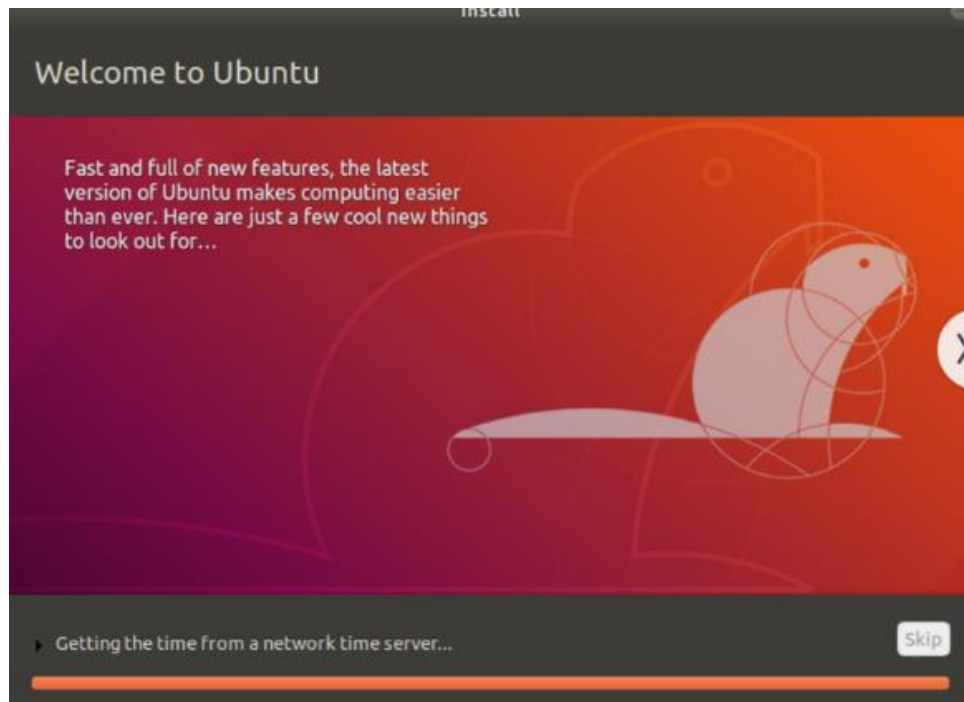 Install
Welcome to Ubuntu
Fast and full of new features, the latest
version of Ubuntu makes computing easier
than ever. Here are just a few cool new things
to look out for...
Getting the time from a network time server...
Skip